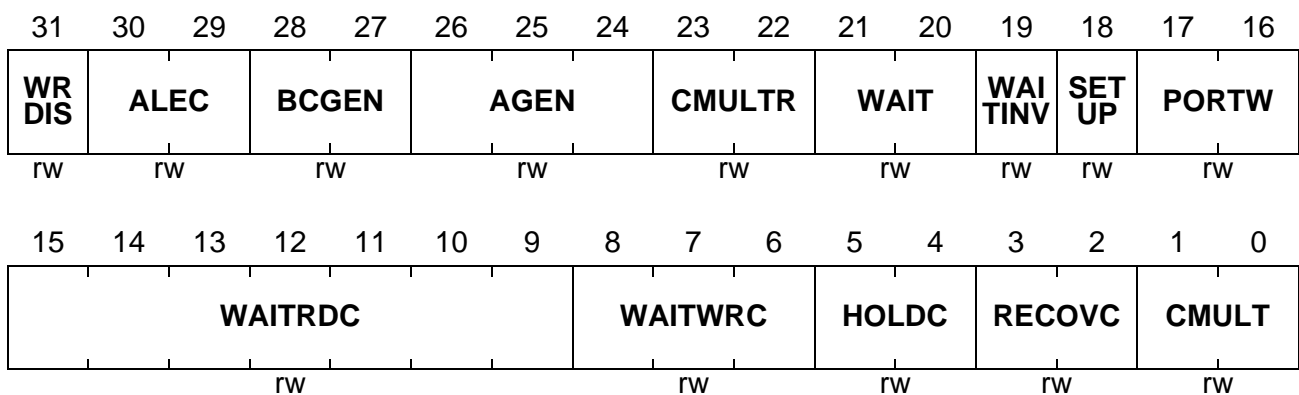 31 30 29 28 27 26 25 24 23 22 21 20 19 18 17 16
WR DIS ALEC BCGEN AGEN CMULTR WAIT WAI TINV SET UP PORTW
rw rw rw rw rw rw rw rw rw
15 14 13 12 11 10 9 8 7 6 5 4 3 2 1 0
WAITRDC WAITWRC HOLDC RECOVC CMULT
rw rw rw rw rw